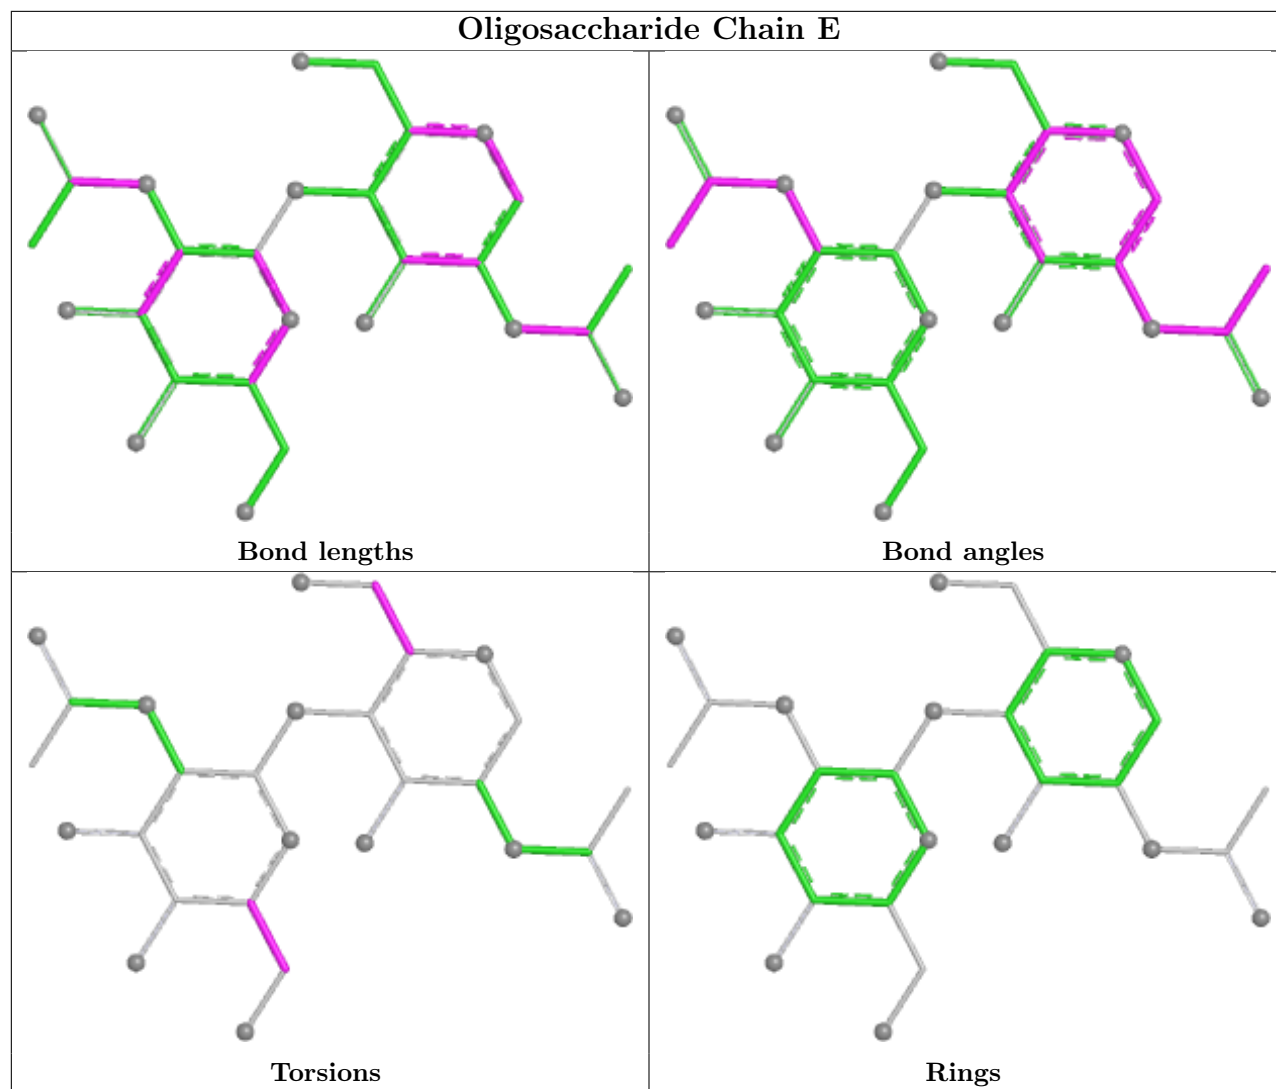 Oligosaccharide Chain E
Bond lengths
Bond angles
Torsions
Rings